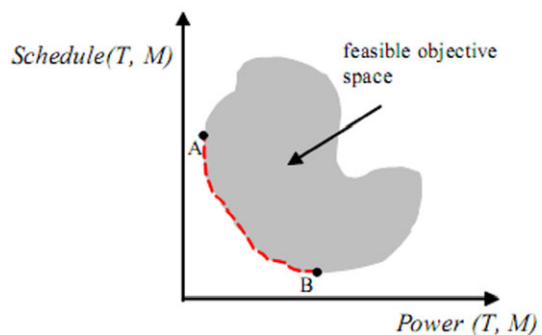 Schedule(T, M)
feasible objective
space
A
B
Power (T, M)